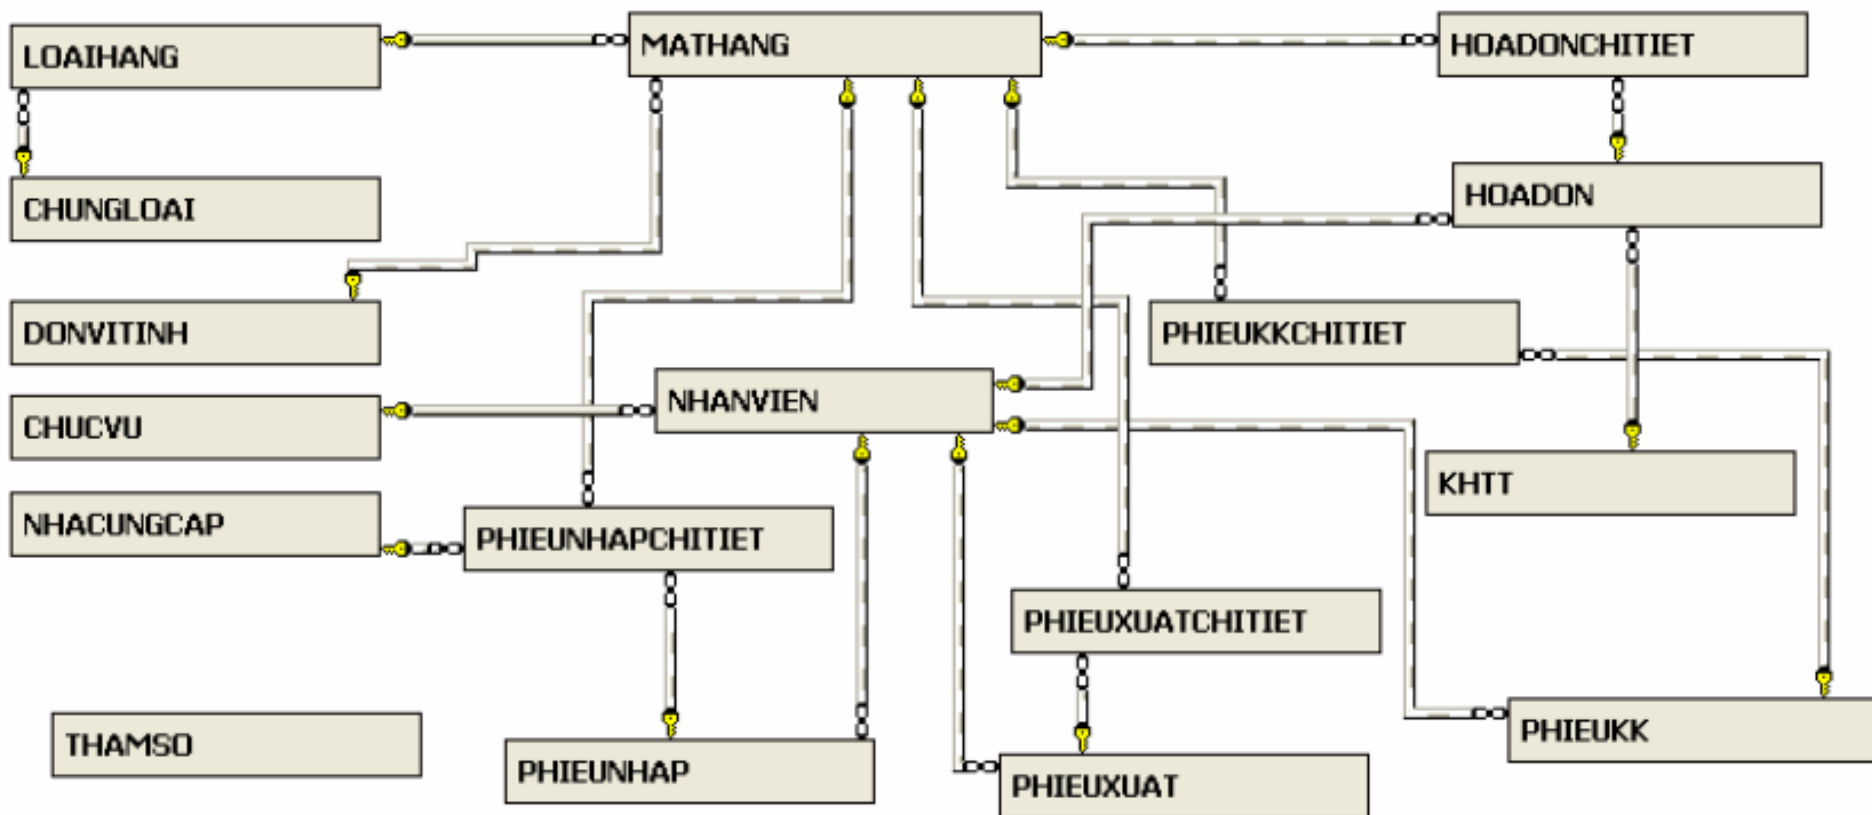 LOAIHANG
MATHANG
HOADONCHITIET
CHUNGLOAI
HOADON
DONVITINH
PHIEUKKCHITIET
CHUCVU
NHANVIEN
KHTT
NHACUNGCAP
PHIEUNHAPCHITIET
PHIEUXUATCHITIET
THAMSO
PHIEUNHAP
PHIEUXUAT
PHIEUKK